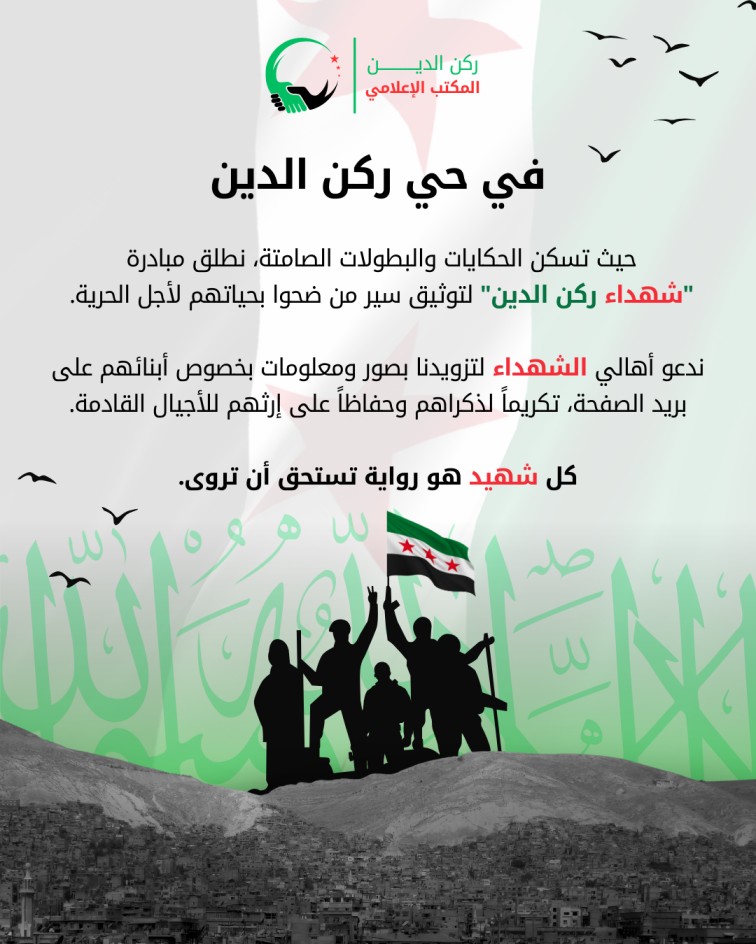 ركن الديـــــن
المكتب الإعلامي
في حي ركن الدين
حيث تسكن الحكايات والبطولات الصامتة، نطلق مبادرة
"شهداء ركن الدين" لتوثيق سير من ضحوا بحياتهم لأجل الحرية.
ندعو أهالي الشهداء لتزويدنا بصور ومعلومات بخصوص أبنائهم على
بريد الصفحة، تكريماً لذكراهم وحفاظاً على إرثهم للأجيال القادمة.
كل شهيد هو رواية تستحق أن تروى.